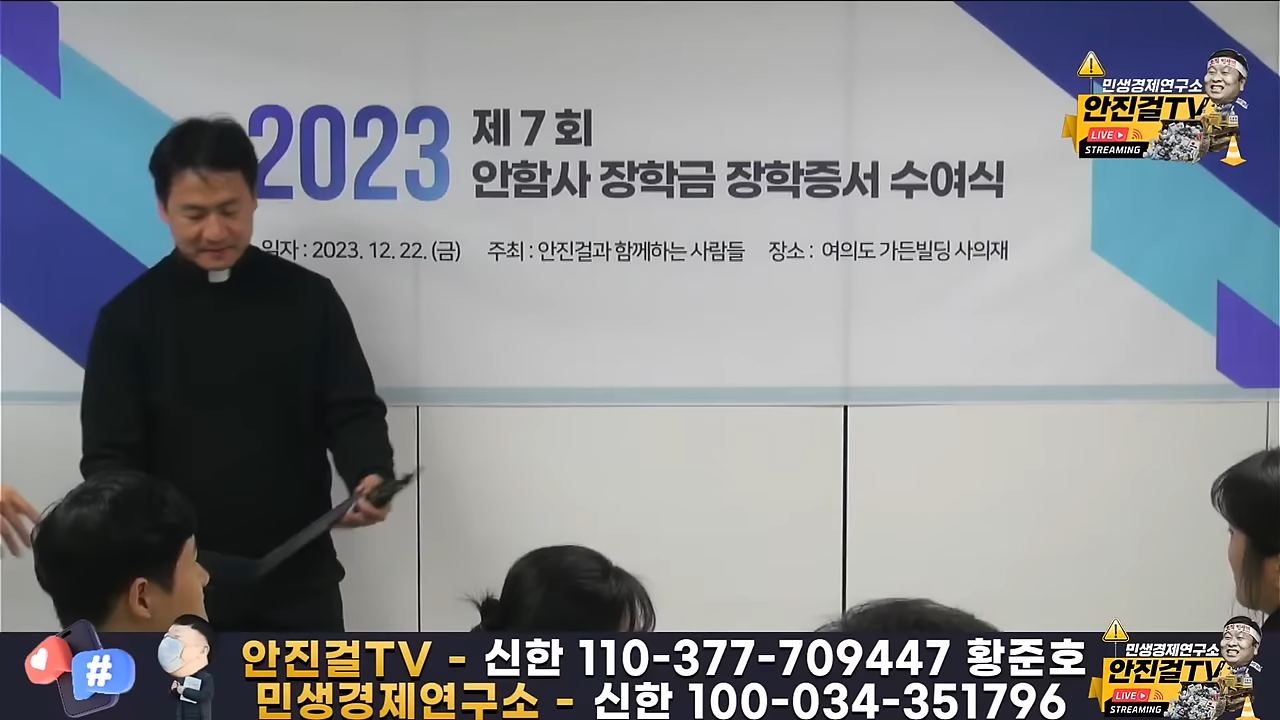 2023
제7회
안함사 장학금 장학증서 수여식
일자 : 2023. 12. 22. (금) 주최 : 안진걸과 함께하는 사람들 장소 : 여의도 가든빌딩 사의재
민생경제연구소
안진걸TV
LIVE
STREAMING
#
안진걸TV - 신한 110-377-709447 황준호
민생경제연구소 - 신한 100-034-351796
민생경제연구소
안진걸TV
LIVE
STREAMING